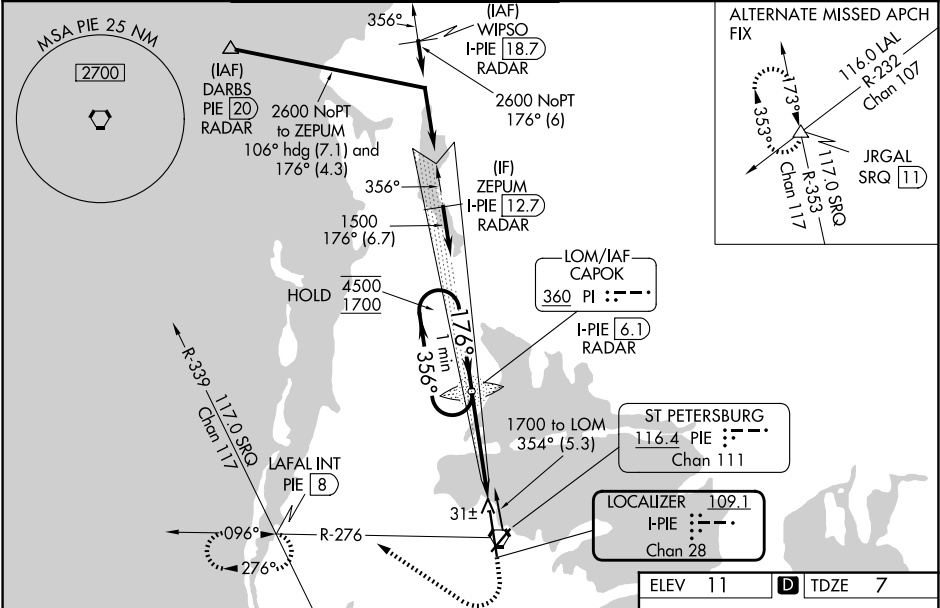 MSA PIE 25 NM
2700
(IAF)
DARBS
PIE 20
RADAR
2600 NoPT
to ZEPUM
106° hdg (7.1) and
176° (4.3)
356°
(IAF)
WIPSO
I-PIE 18.7
RADAR
2600 NoPT
176° (6)
ALTERNATE MISSED APCH
FIX
116.0 LAL
R-232
Chan 107
173°
353°
JRGAL
SRQ 11
117.0 SRQ
R-353
Chan 117
356°
(IF)
ZEPUM
I-PIE 12.7
RADAR
1500
176° (6.7)
HOLD
4500
1700
176°
1 min
356°
LOM/IAF
CAPOK
360 PI
I-PIE 6.1
RADAR
R-339
117.0 SRQ
Chan 117
1700 to LOM
354° (5.3)
ST PETERSBURG
116.4 PIE
Chan 111
LAFAL INT
PIE 8
31±
LOCALIZER 109.1
I-PIE
Chan 28
096°
R-276
276°
ELEV 11
D
TDZE 7